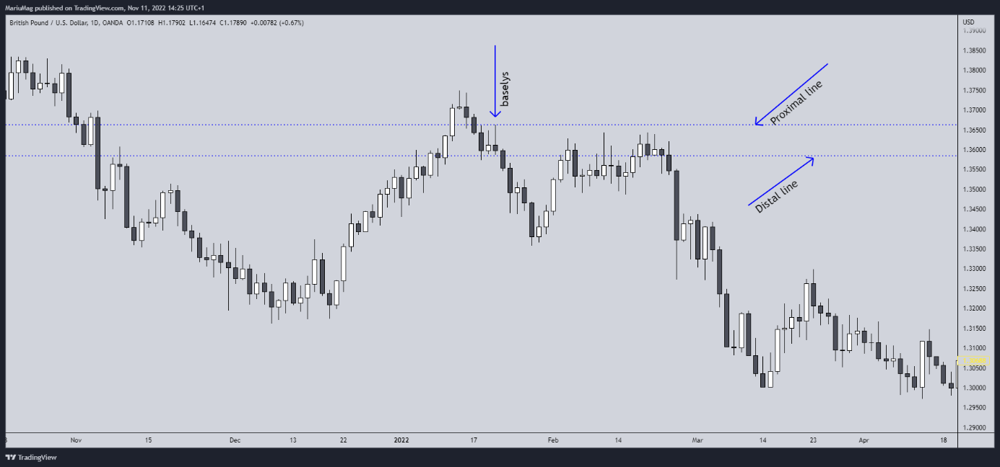 MariuMag published on TradingView.com, Nov 11, 2022 14:25 UTC+1
British Pound / U.S. Dollar, 1D, OANDA O1.17108 H1.17902 L1.16474 C1.17890 +0.00782 (+0.67%)
USD
1.39000
1.38500
1.38000
1.37500
1.37000
1.36500
1.36000
1.35500
1.35000
1.34500
1.34000
1.33500
1.33000
1.32500
1.32000
1.31500
1.31000
1.30500
1.30000
1.29500
1.29000
baselys
Proximal line
Distal line
Nov 15 Dec 13 22 2022 17 Feb 14 Mar 14 23 Apr 18
TradingView